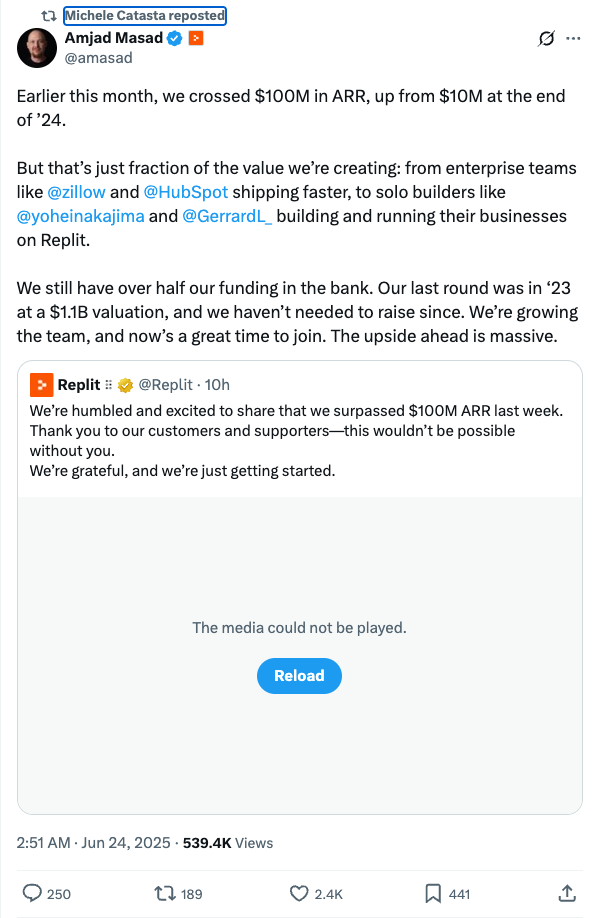 Michele Catasta reposted
Amjad Masad
@amasad
Earlier this month, we crossed $100M in ARR, up from $10M at the end
of ’24.
But that’s just fraction of the value we’re creating: from enterprise teams
like @zillow and @HubSpot shipping faster, to solo builders like
@yoheinakajima and @GerrardL_ building and running their businesses
on Replit.
We still have over half our funding in the bank. Our last round was in ‘23
at a $1.1B valuation, and we haven’t needed to raise since. We’re growing
the team, and now’s a great time to join. The upside ahead is massive.
Replit ⠿ @Replit · 10h
We’re humbled and excited to share that we surpassed $100M ARR last week.
Thank you to our customers and supporters—this wouldn’t be possible
without you.
We’re grateful, and we’re just getting started.
The media could not be played.
Reload
2:51 AM · Jun 24, 2025 · 539.4K Views
250 189 2.4K 441